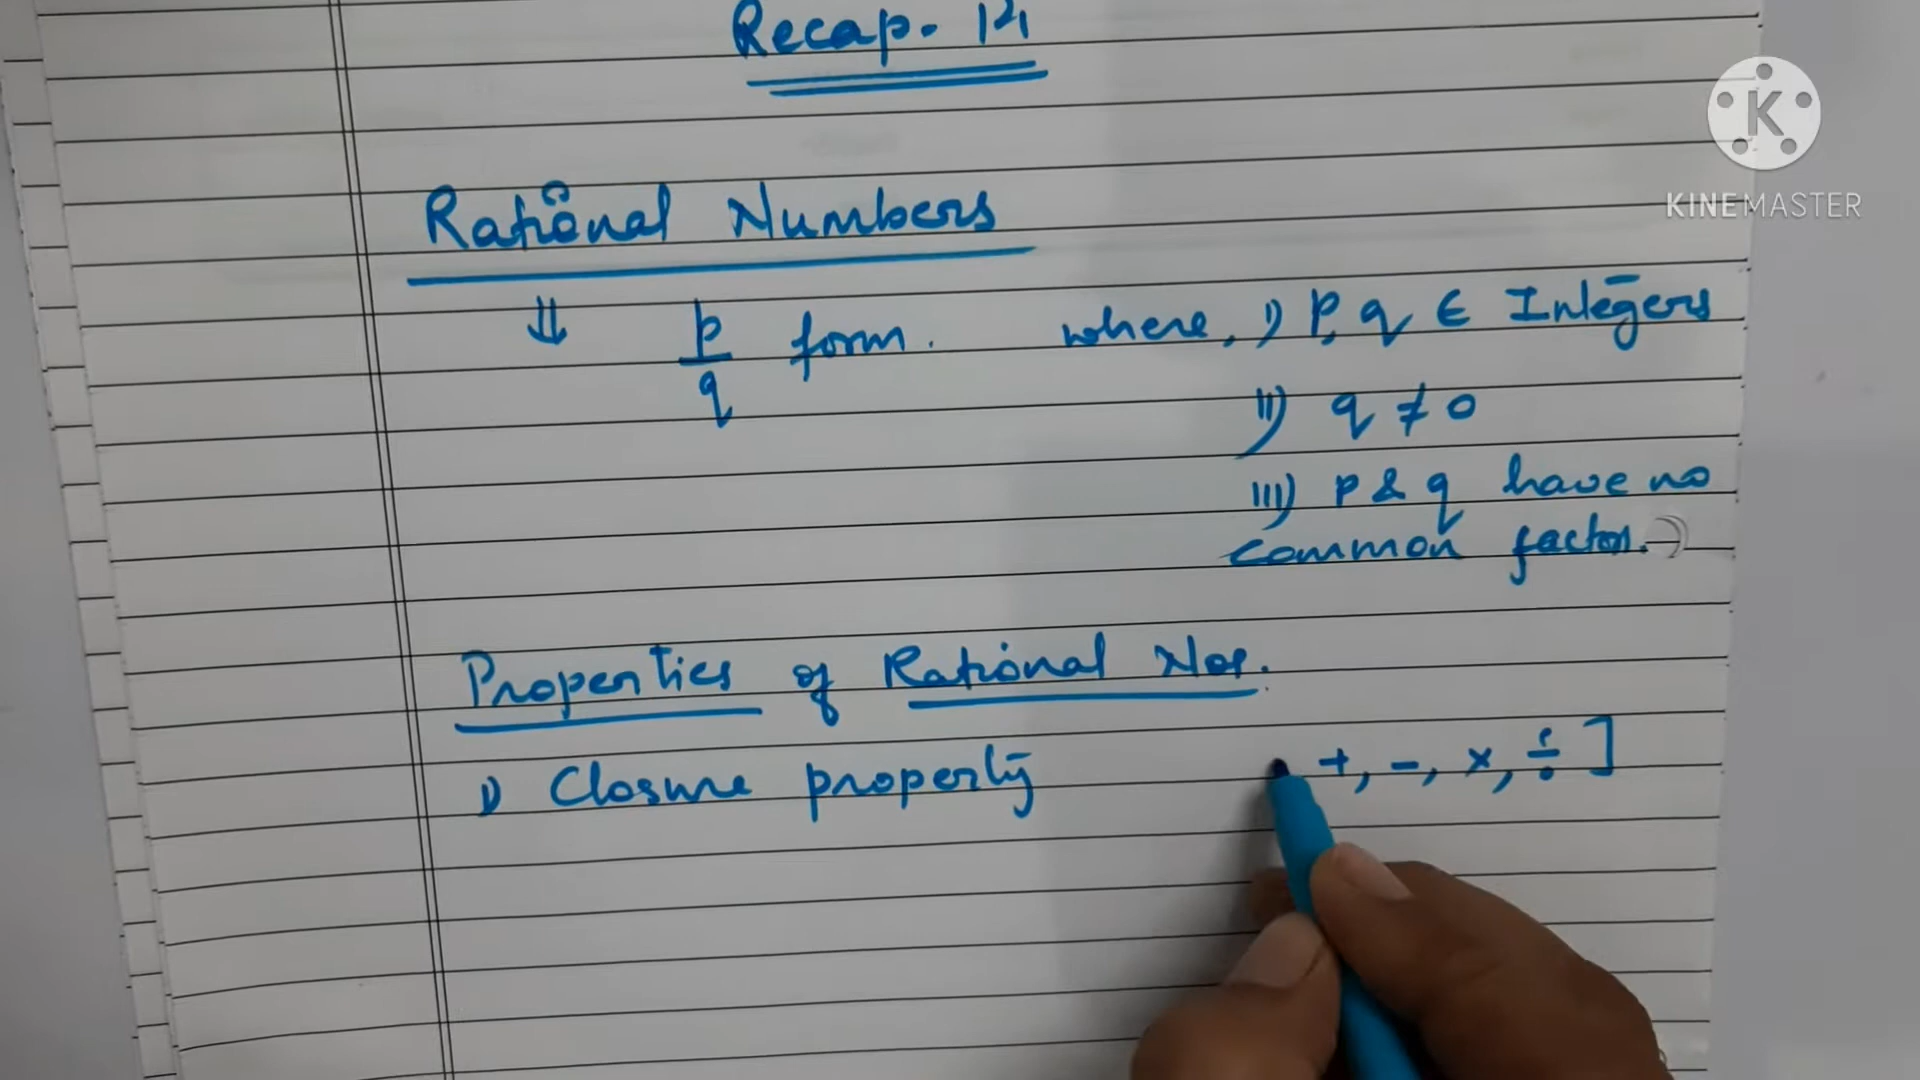 Recap. 14
KINEMASTER
Rational Numbers
⇓ p/q form. where, i) p, q ∈ Integers
ii) q ≠ 0
iii) p & q have no
common factor.
Properties of Rational Nos.
1) Closure property +, -, ×, ÷ ]